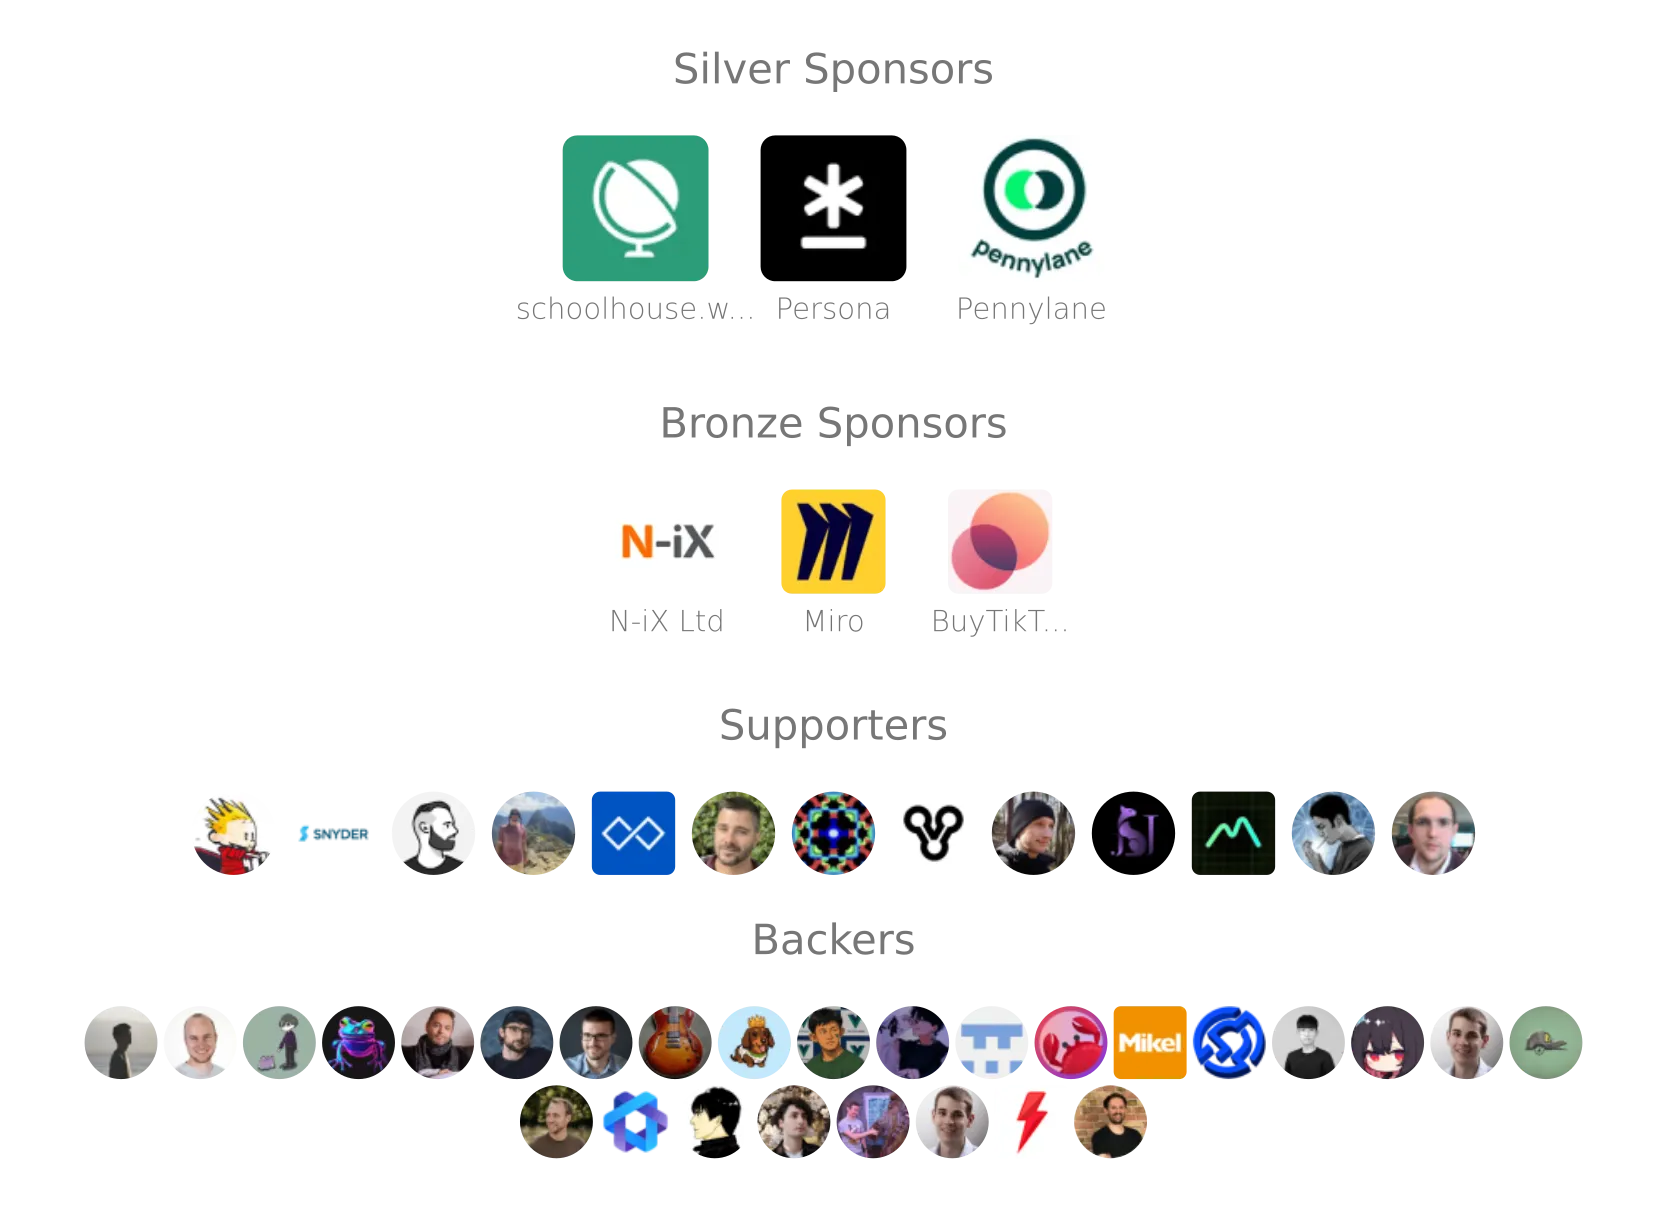 Silver Sponsors
pennylane
schoolhouse.w... Persona Pennylane
Bronze Sponsors
N-iX
N-iX Ltd Miro BuyTikT...
Supporters
SNYDER
Backers
Mikel